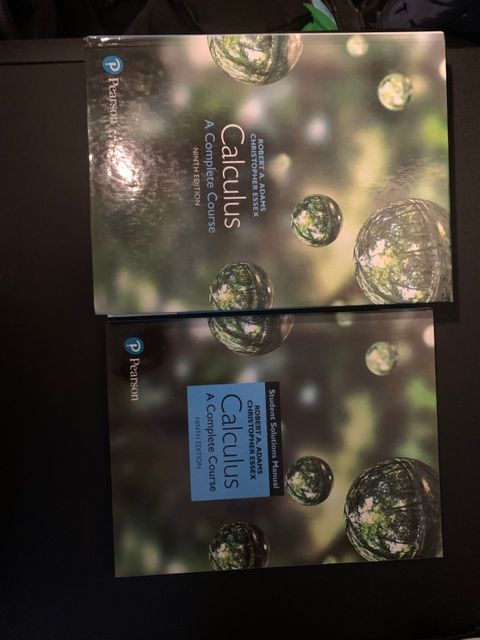 ROBERT A. ADAMS
CHRISTOPHER ESSEX
Calculus
A Complete Course
NINTH EDITION
P Pearson
Student Solutions Manual
ROBERT A. ADAMS
CHRISTOPHER ESSEX
Calculus
A Complete Course
NINTH EDITION
P Pearson